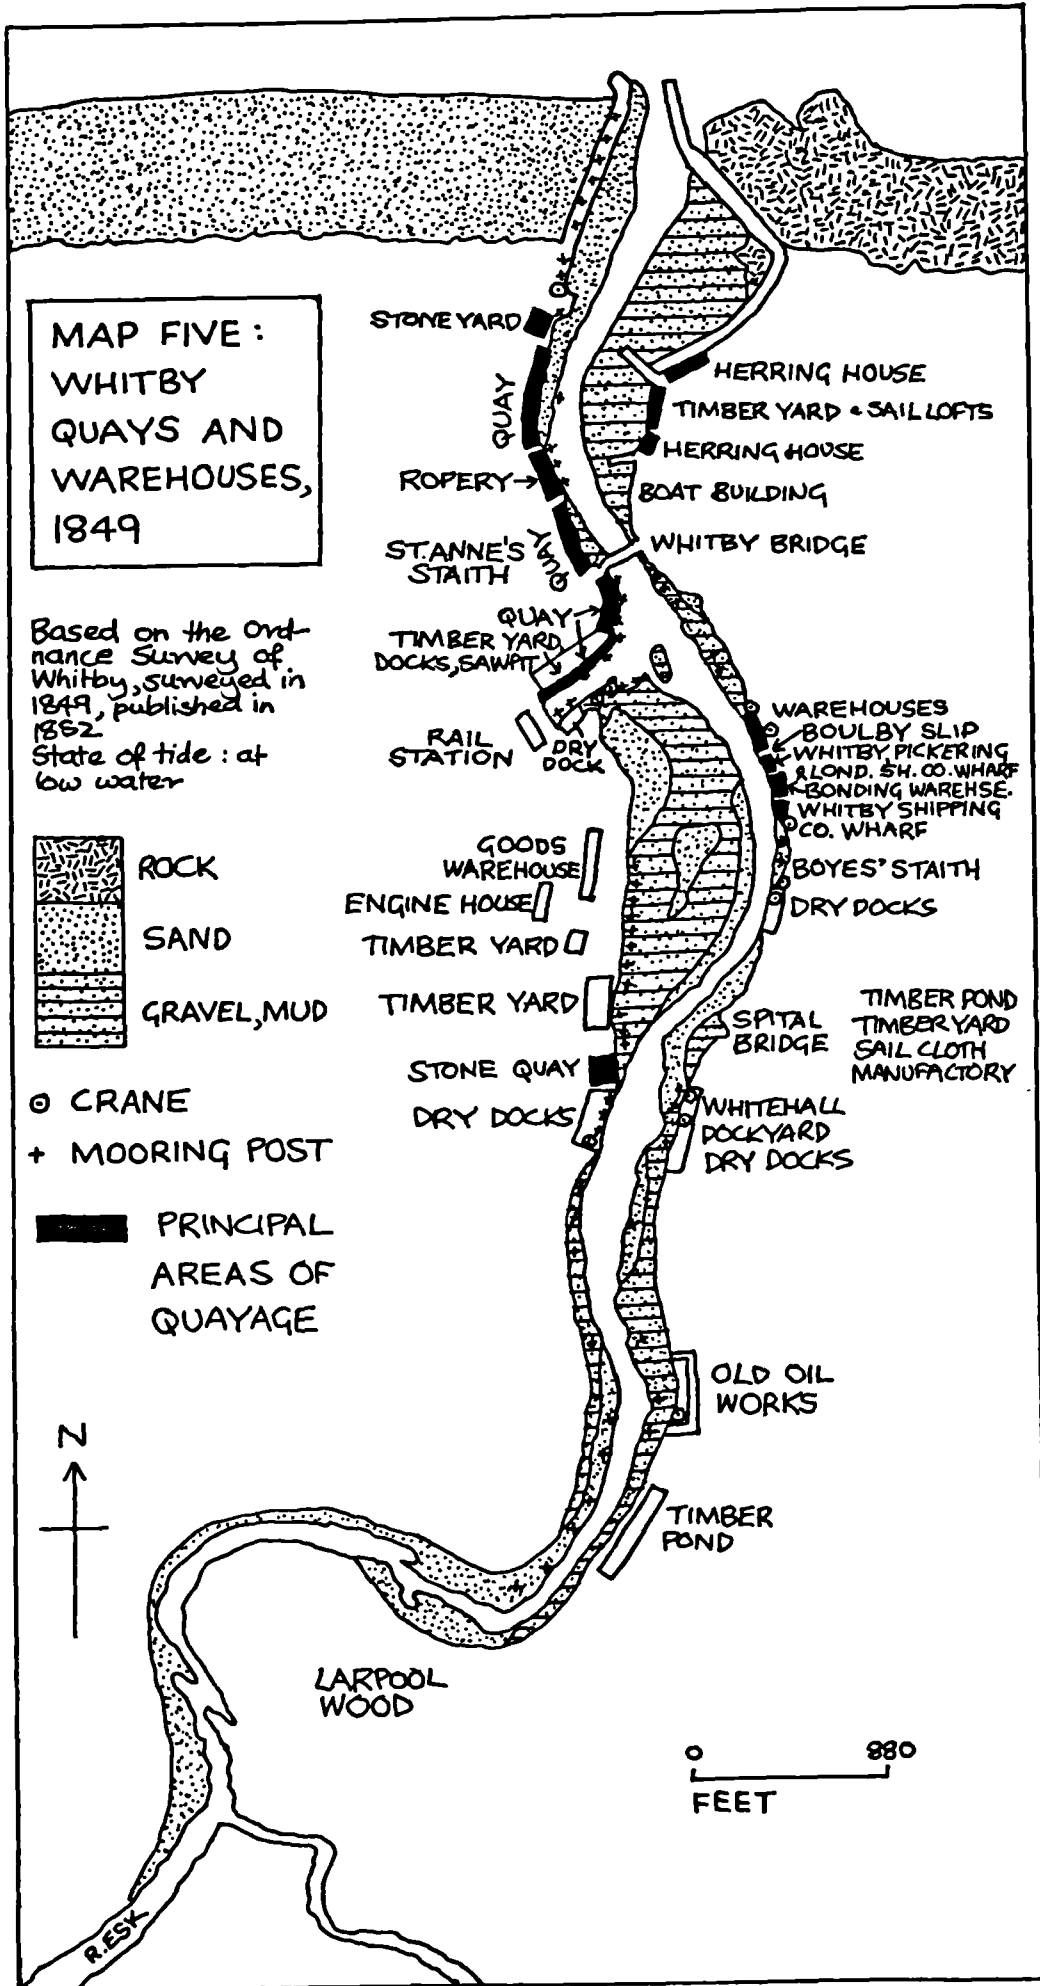 MAP FIVE:
WHITBY
QUAYS AND
WAREHOUSES,
1849
Based on the Ord-
nance Survey of
Whitby, surveyed in
1849, published in
1852
State of tide: at
low water
ROCK
SAND
GRAVEL, MUD
CRANE
+ MOORING POST
PRINCIPAL
AREAS OF
QUAYAGE
N
STONE YARD
QUAY
ROPERY
QUAY
ST. ANNE'S
STAITH
QUAY
TIMBER YARD
DOCKS, SAWPIT
RAIL
STATION
DRY
DOCK
GOODS
WAREHOUSE
ENGINE HOUSE
TIMBER YARD
TIMBER YARD
STONE QUAY
DRY DOCKS
HERRING HOUSE
TIMBER YARD & SAIL LOFTS
HERRING HOUSE
BOAT BUILDING
WHITBY BRIDGE
WAREHOUSES
BOULBY SLIP
WHITBY, PICKERING
& LOND. SH. CO. WHARF
BONDING WAREHSE.
WHITBY SHIPPING
CO. WHARF
BOYES' STAITH
DRY DOCKS
SPITAL
BRIDGE
TIMBER POND
TIMBER YARD
SAIL CLOTH
MANUFACTORY
WHITEHALL
DOCKYARD
DRY DOCKS
OLD OIL
WORKS
TIMBER
POND
LARPOOL
WOOD
R. ESK
0 880
FEET